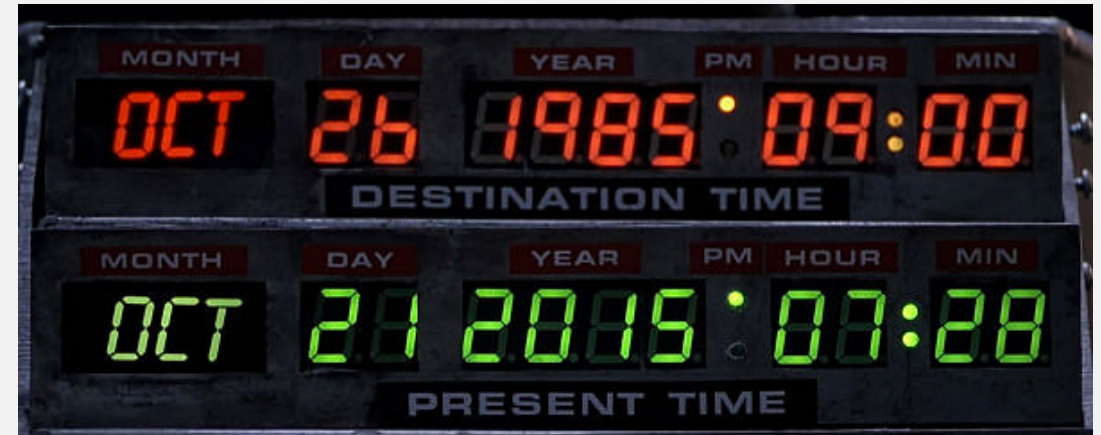 MONTH DAY YEAR PM HOUR MIN
OCT 26 1985 09:00
DESTINATION TIME
MONTH DAY YEAR PM HOUR MIN
OCT 21 2015 07:28
PRESENT TIME